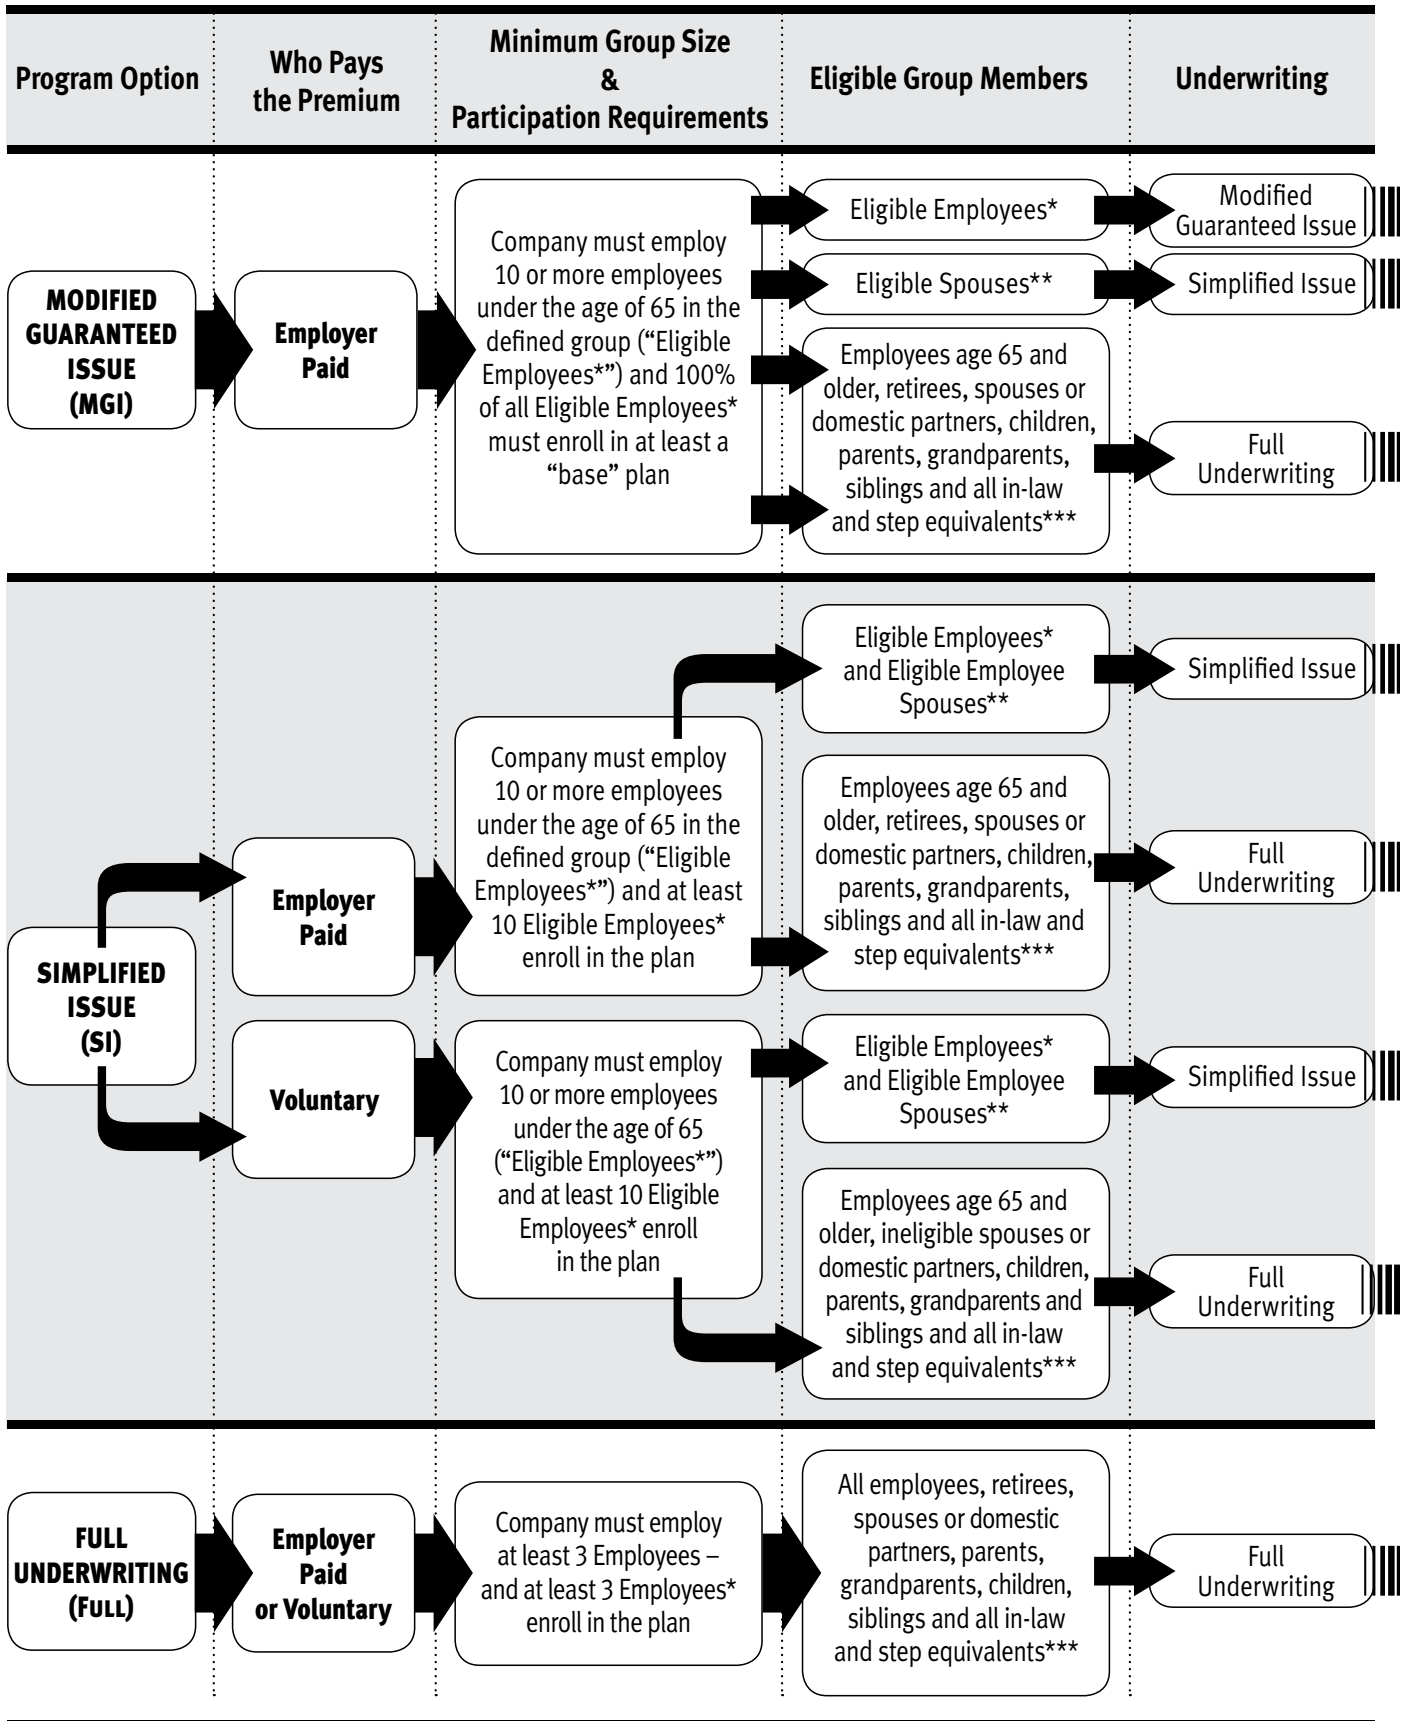 Program Option
Who Pays
the Premium
Minimum Group Size
&
Participation Requirements
Eligible Group Members
Underwriting
MODIFIED
GUARANTEED
ISSUE
(MGI)
Employer
Paid
Company must employ
10 or more employees
under the age of 65 in the
defined group (“Eligible
Employees*”) and 100%
of all Eligible Employees*
must enroll in at least a
“base” plan
Eligible Employees*
Modified
Guaranteed Issue
Eligible Spouses**
Simplified Issue
Employees age 65 and
older, retirees, spouses or
domestic partners, children,
parents, grandparents,
siblings and all in-law
and step equivalents***
Full
Underwriting
SIMPLIFIED
ISSUE
(SI)
Employer
Paid
Company must employ
10 or more employees
under the age of 65 in the
defined group (“Eligible
Employees*”) and at least
10 Eligible Employees*
enroll in the plan
Eligible Employees*
and Eligible Employee
Spouses**
Simplified Issue
Employees age 65 and
older, retirees, spouses or
domestic partners, children,
parents, grandparents,
siblings and all in-law and
step equivalents***
Full
Underwriting
Voluntary
Company must employ
10 or more employees
under the age of 65
(“Eligible Employees*”)
and at least 10 Eligible
Employees* enroll
in the plan
Eligible Employees*
and Eligible Employee
Spouses**
Simplified Issue
Employees age 65 and
older, ineligible spouses or
domestic partners, children,
parents, grandparents and
siblings and all in-law
and step equivalents***
Full
Underwriting
FULL
UNDERWRITING
(FULL)
Employer
Paid
or Voluntary
Company must employ
at least 3 Employees –
and at least 3 Employees*
enroll in the plan
All employees, retirees,
spouses or domestic
partners, parents,
grandparents, children,
siblings and all in-law
and step equivalents***
Full
Underwriting